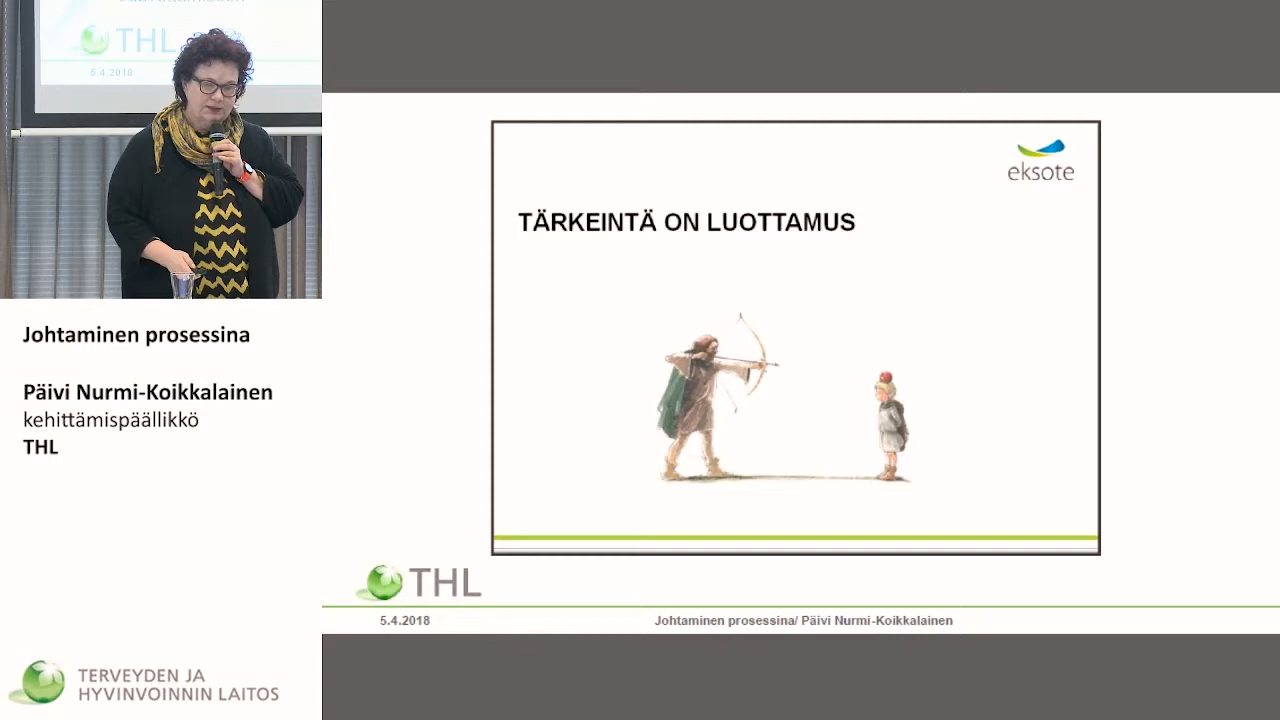 THL
5.4.2018
Johtaminen prosessina
Päivi Nurmi-Koikkalainen
kehittämispäällikkö
THL
TERVEYDEN JA
HYVINVOINNIN LAITOS
eksote
TÄRKEINTÄ ON LUOTTAMUS
THL
5.4.2018
Johtaminen prosessina/ Päivi Nurmi-Koikkalainen